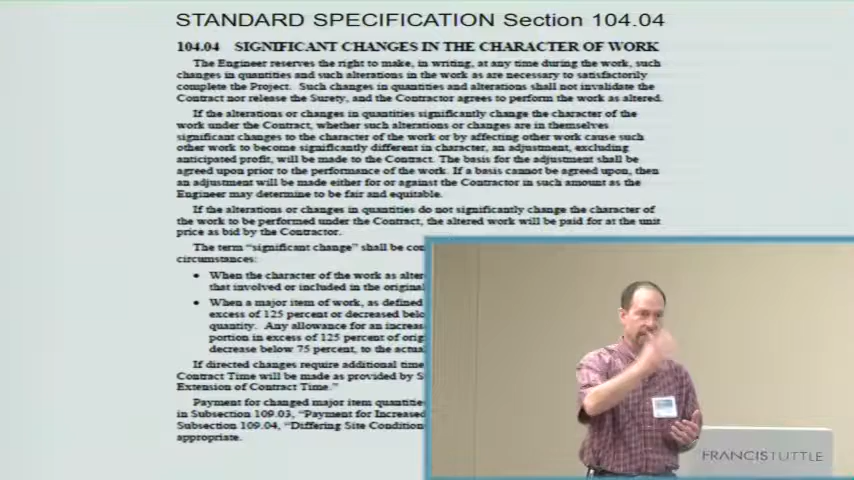 STANDARD SPECIFICATION Section 104.04
104.04 SIGNIFICANT CHANGES IN THE CHARACTER OF WORK
The Engineer reserves the right to make, in writing, at any time during the work, such
changes in quantities and such alterations in the work as are necessary to satisfactorily
complete the Project. Such changes in quantities and alterations shall not invalidate the
Contract nor release the Surety, and the Contractor agrees to perform the work as altered.
If the alterations or changes in quantities significantly change the character of the
work under the Contract, whether such alterations or changes are in themselves
significant changes to the character of the work or by affecting other work cause such
other work to become significantly different in character, an adjustment, excluding
anticipated profit, will be made to the Contract. The basis for the adjustment shall be
agreed upon prior to the performance of the work. If a basis cannot be agreed upon, then
an adjustment will be made either for or against the Contractor in such amount as the
Engineer may determine to be fair and equitable.
If the alterations or changes in quantities do not significantly change the character of
the work to be performed under the Contract, the altered work will be paid for at the unit
price as bid by the Contractor.
The term "significant change" shall be con
circumstances:
• When the character of the work as alter
that involved or included in the original
• When a major item of work, as defined
excess of 125 percent or decreased belo
quantity. Any allowance for an increas
portion in excess of 125 percent of orig
decrease below 75 percent, to the actua
If directed changes require additional time
Contract Time will be made as provided by S
Extension of Contract Time."
Payment for changed major item quantitie
in Subsection 109.03, "Payment for Increased
Subsection 109.04, "Differing Site Condition
appropriate.
FRANCISTUTTLE